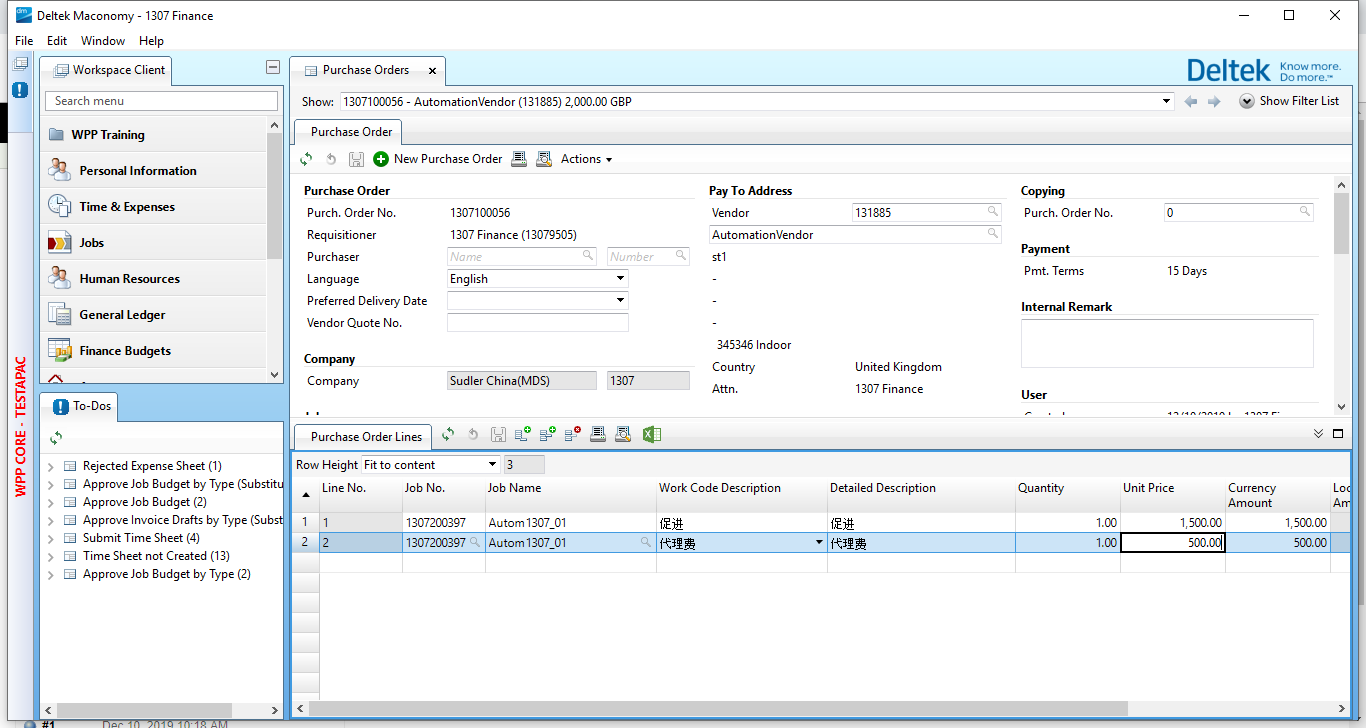 Deltek Maconomy - 1307 Finance
File Edit Window Help
Workspace Client
Search menu
WPP Training
Personal Information
Time & Expenses
Jobs
Human Resources
General Ledger
Finance Budgets
WPP CORE - TESTAPAC
To-Dos
Rejected Expense Sheet (1)
Approve Job Budget by Type (Substitu
Approve Job Budget (2)
Approve Invoice Drafts by Type (Subst
Submit Time Sheet (4)
Time Sheet not Created (13)
Approve Job Budget by Type (2)
Purchase Orders
Deltek Know more. Do more.™
Show: 1307100056 - AutomationVendor (131885) 2,000.00 GBP Show Filter List
Purchase Order
New Purchase Order Actions
Purchase Order
Purch. Order No. 1307100056
Requisitioner 1307 Finance (13079505)
Purchaser Name Number
Language English
Preferred Delivery Date
Vendor Quote No.
Company
Company Sudler China(MDS) 1307
Pay To Address
Vendor 131885
AutomationVendor
st1
-
-
-
345346 Indoor
Country United Kingdom
Attn. 1307 Finance
Copying
Purch. Order No. 0
Payment
Pmt. Terms 15 Days
Internal Remark
User
Purchase Order Lines
Row Height Fit to content 3
Line No. Job No. Job Name Work Code Description Detailed Description Quantity Unit Price Currency Amount Loc Am
1 1 1307200397 Autom1307_01 促进 促进 1.00 1,500.00 1,500.00
2 2 1307200397 Autom1307_01 代理费 代理费 1.00 500.00 500.00
#1 Dec 10, 2019 10:18 AM